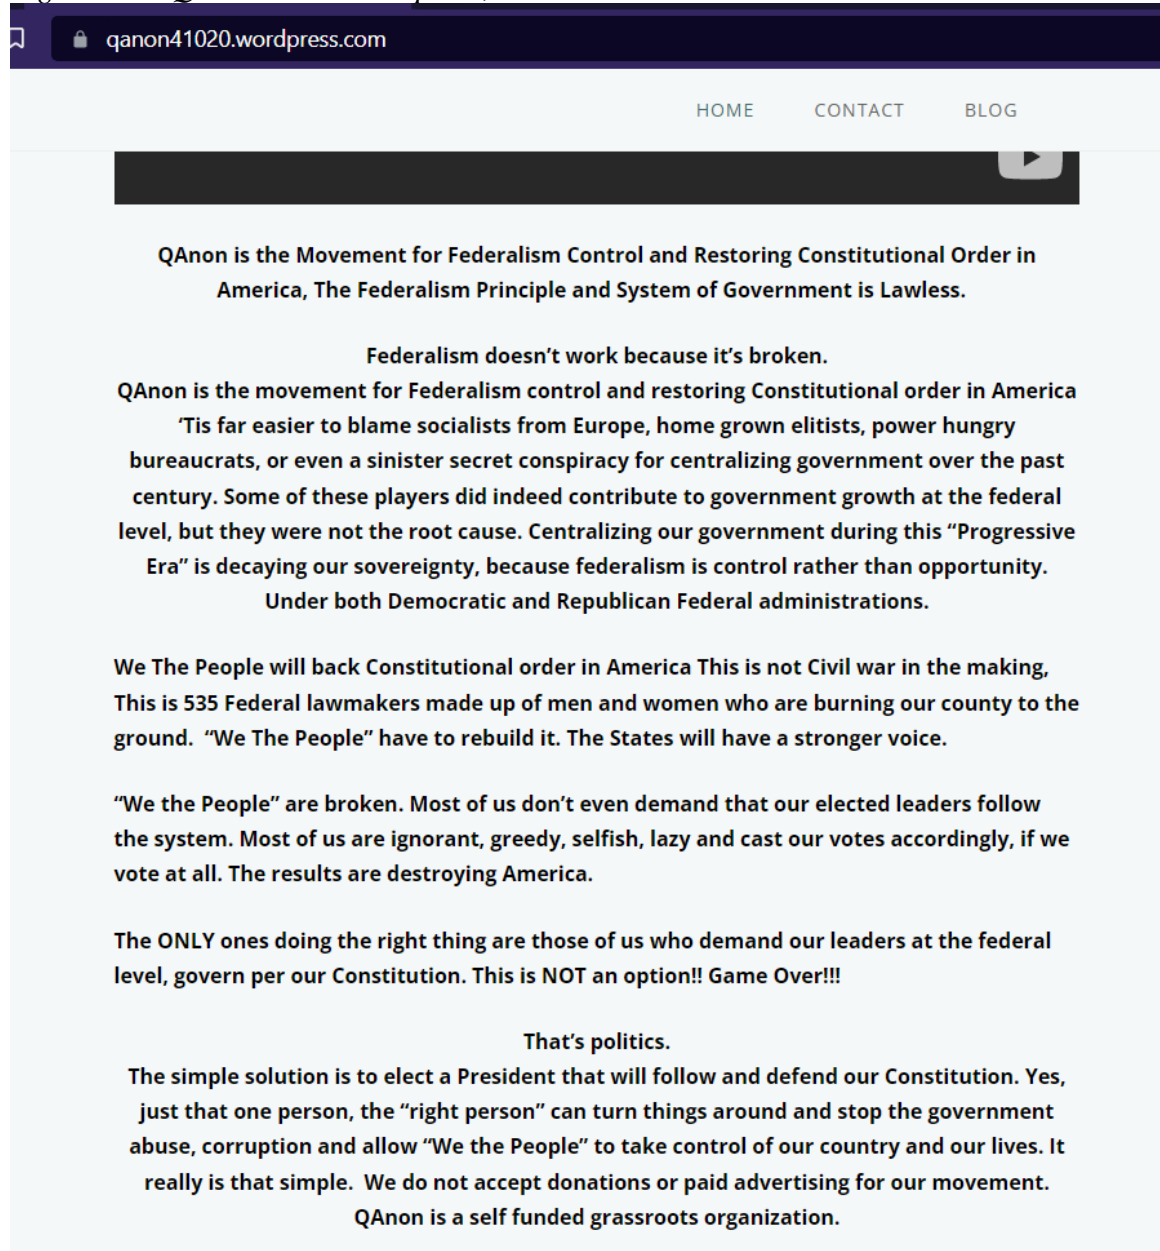 qanon41020.wordpress.com
HOME CONTACT BLOG
QAnon is the Movement for Federalism Control and Restoring Constitutional Order in
America, The Federalism Principle and System of Government is Lawless.
Federalism doesn’t work because it’s broken.
QAnon is the movement for Federalism control and restoring Constitutional order in America
‘Tis far easier to blame socialists from Europe, home grown elitists, power hungry
bureaucrats, or even a sinister secret conspiracy for centralizing government over the past
century. Some of these players did indeed contribute to government growth at the federal
level, but they were not the root cause. Centralizing our government during this “Progressive
Era” is decaying our sovereignty, because federalism is control rather than opportunity.
Under both Democratic and Republican Federal administrations.
We The People will back Constitutional order in America This is not Civil war in the making,
This is 535 Federal lawmakers made up of men and women who are burning our county to the
ground.  “We The People” have to rebuild it. The States will have a stronger voice.
“We the People” are broken. Most of us don’t even demand that our elected leaders follow
the system. Most of us are ignorant, greedy, selfish, lazy and cast our votes accordingly, if we
vote at all. The results are destroying America.
The ONLY ones doing the right thing are those of us who demand our leaders at the federal
level, govern per our Constitution. This is NOT an option!! Game Over!!!
That’s politics.
The simple solution is to elect a President that will follow and defend our Constitution. Yes,
just that one person, the “right person” can turn things around and stop the government
abuse, corruption and allow “We the People” to take control of our country and our lives. It
really is that simple.  We do not accept donations or paid advertising for our movement.
QAnon is a self funded grassroots organization.